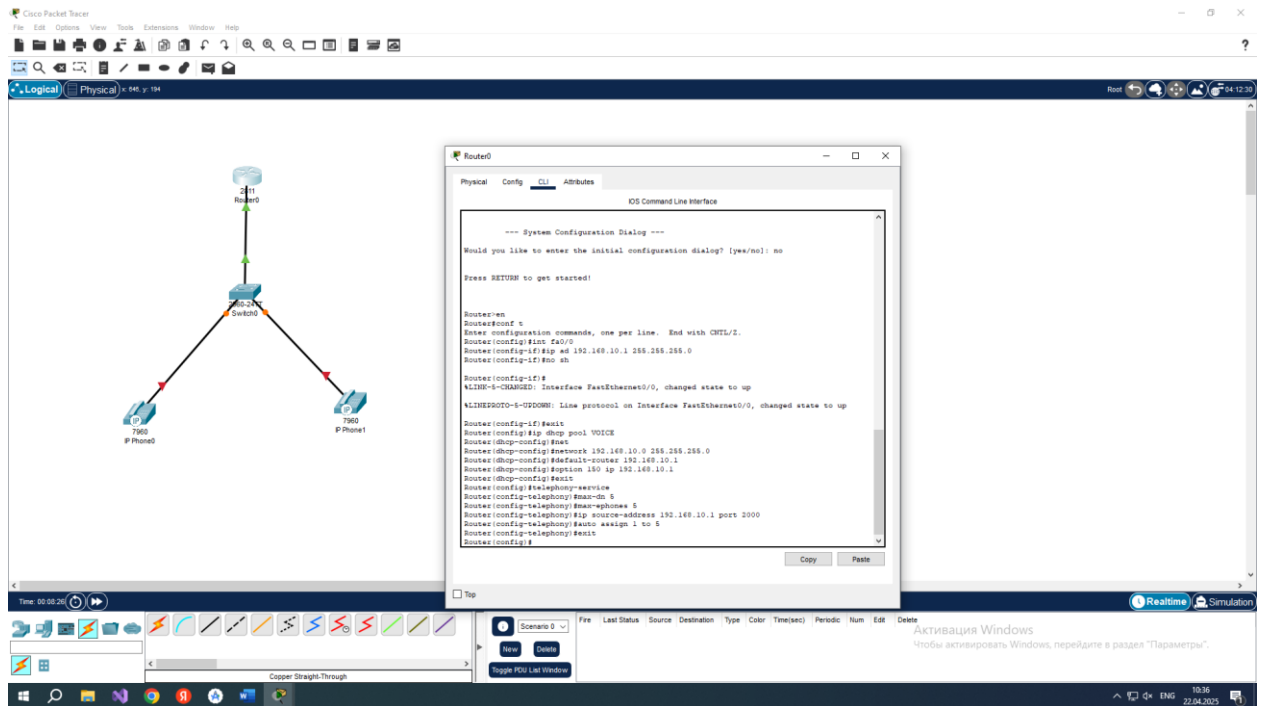 Cisco Packet Tracer
File Edit Options View Tools Extensions Window Help
?
Logical Physical x: 646, y: 194 Root 04:12:30
2811
Router0
Switch0
7960
IP Phone0
7960
IP Phone1
IP
IP
Router0
Physical Config CLI Attributes
IOS Command Line Interface
--- System Configuration Dialog ---
Would you like to enter the initial configuration dialog? [yes/no]: no
Press RETURN to get started!
Router>en
Router#conf t
Enter configuration commands, one per line. End with CNTL/Z.
Router(config)#int fa0/0
Router(config-if)#ip ad 192.168.10.1 255.255.255.0
Router(config-if)#no sh
Router(config-if)#
%LINK-5-CHANGED: Interface FastEthernet0/0, changed state to up
%LINEPROTO-5-UPDOWN: Line protocol on Interface FastEthernet0/0, changed state to up
Router(config-if)#exit
Router(config)#ip dhcp pool VOICE
Router(dhcp-config)#net
Router(dhcp-config)#network 192.168.10.0 255.255.255.0
Router(dhcp-config)#default-router 192.168.10.1
Router(dhcp-config)#option 150 ip 192.168.10.1
Router(dhcp-config)#exit
Router(config)#telephony-service
Router(config-telephony)#max-dn 5
Router(config-telephony)#max-ephones 5
Router(config-telephony)#ip source-address 192.168.10.1 port 2000
Router(config-telephony)#auto assign 1 to 5
Router(config-telephony)#exit
Router(config)#
Copy Paste
Top
Time: 00:08:26 Realtime Simulation
Scenario 0
New Delete
Toggle PDU List Window
Fire Last Status Source Destination Type Color Time(sec) Periodic Num Edit Delete
Активация Windows
Чтобы активировать Windows, перейдите в раздел "Параметры".
Copper Straight-Through
ENG 10:36
22.04.2025